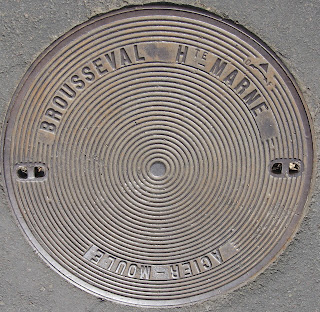 BROUSSEVAL HTE MARNE
ACIER-MOULE